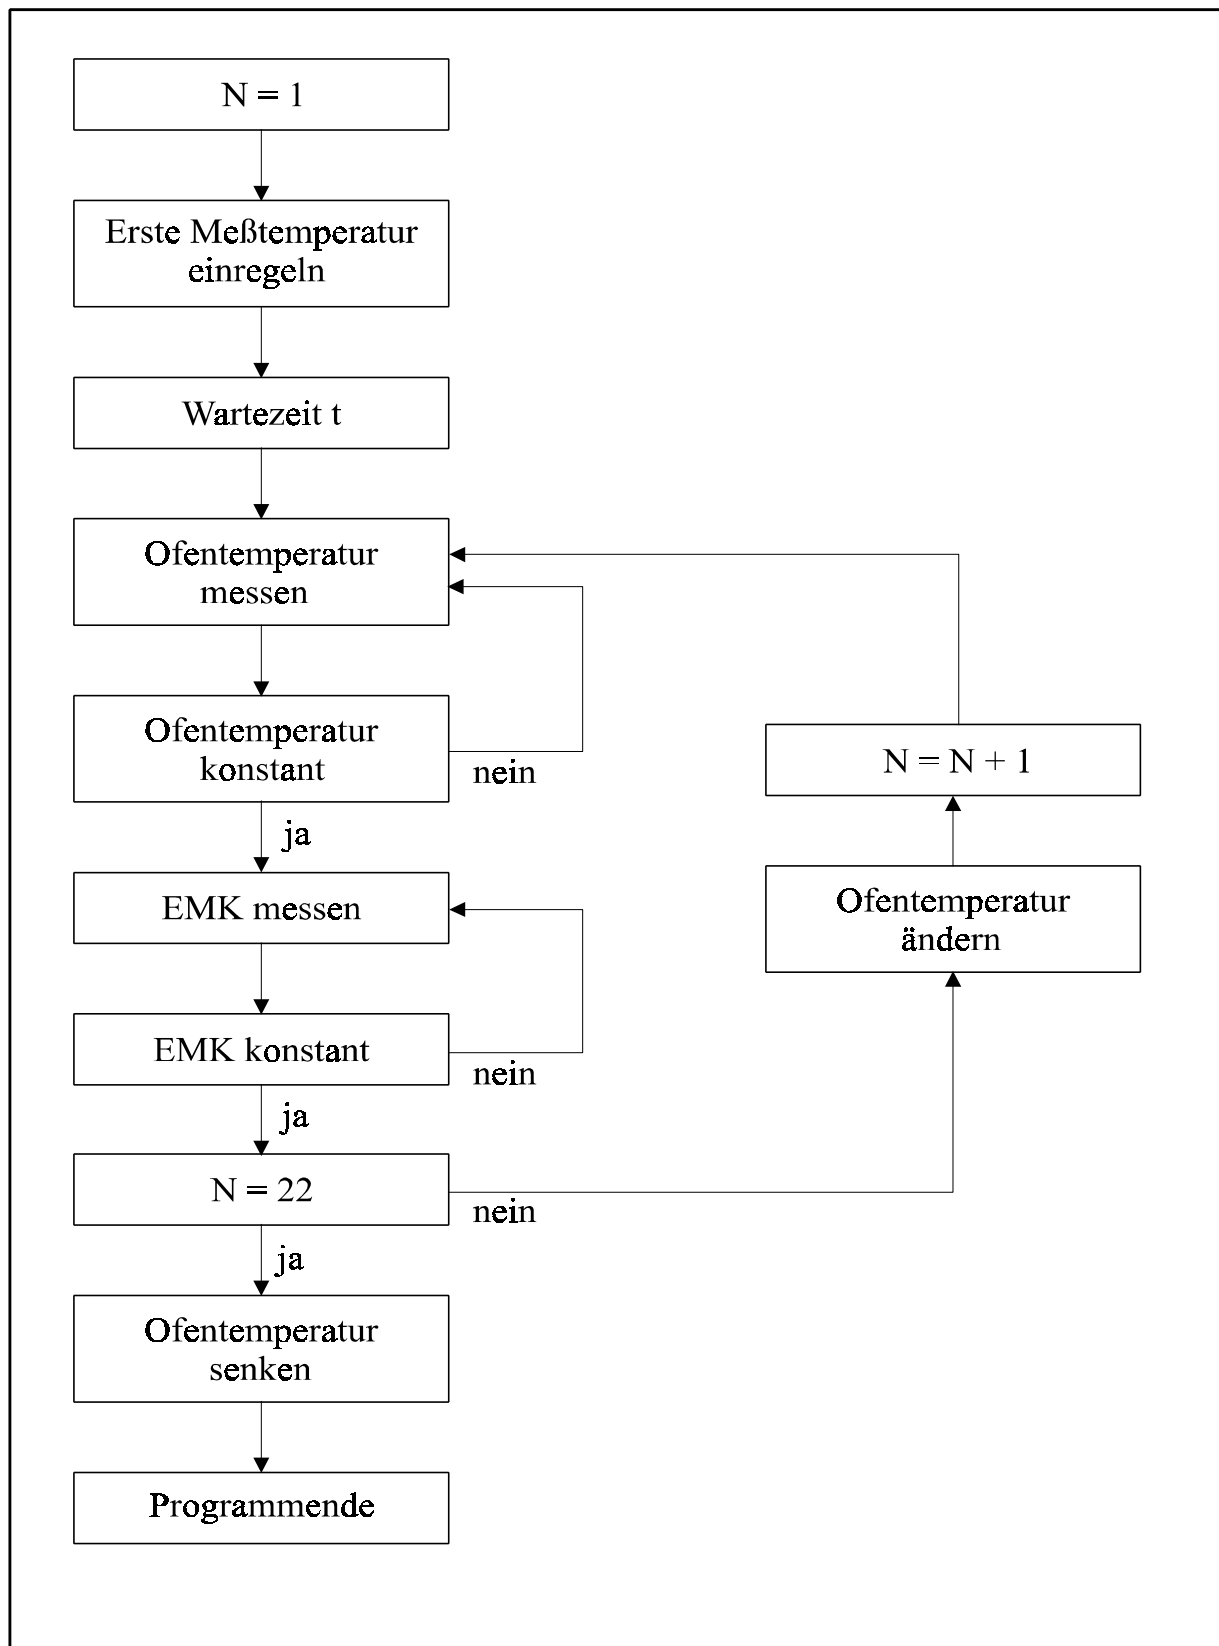 N = 1
Erste Meßtemperatur
einregeln
Wartezeit t
Ofentemperatur
messen
Ofentemperatur
konstant
nein
ja
EMK messen
EMK konstant
nein
ja
N = 22
nein
ja
Ofentemperatur
senken
Programmende
N = N + 1
Ofentemperatur
ändern